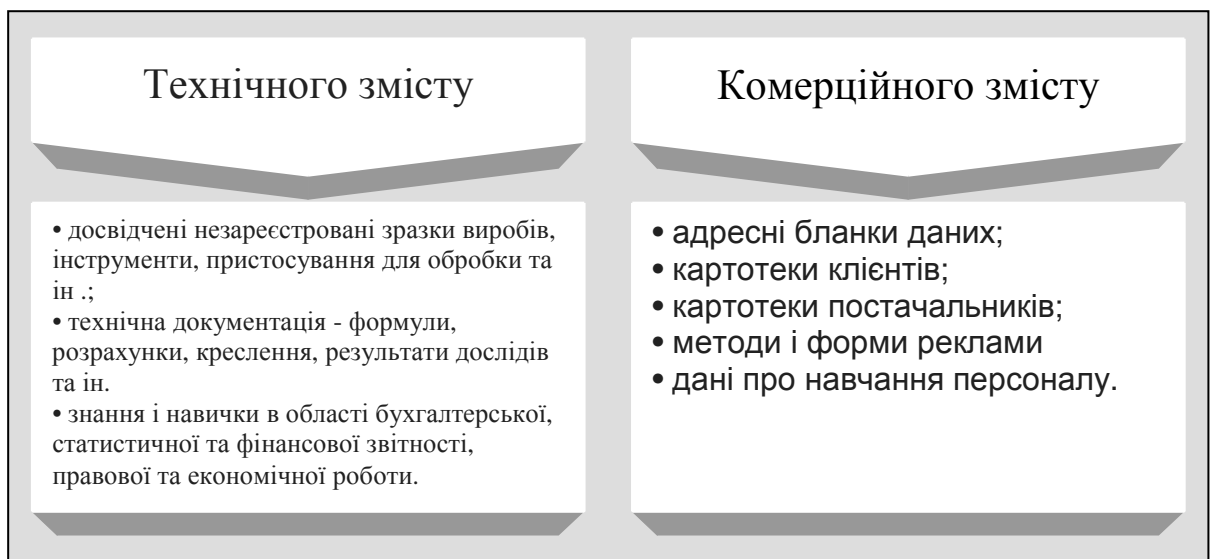 Технічного змісту
• досвідчені незареєстровані зразки виробів,
інструменти, пристосування для обробки та
ін .;
• технічна документація - формули,
розрахунки, креслення, результати дослідів
та ін.
• знання і навички в області бухгалтерської,
статистичної та фінансової звітності,
правової та економічної роботи.
Комерційного змісту
• адресні бланки даних;
• картотеки клієнтів;
• картотеки постачальників;
• методи і форми реклами
• дані про навчання персоналу.